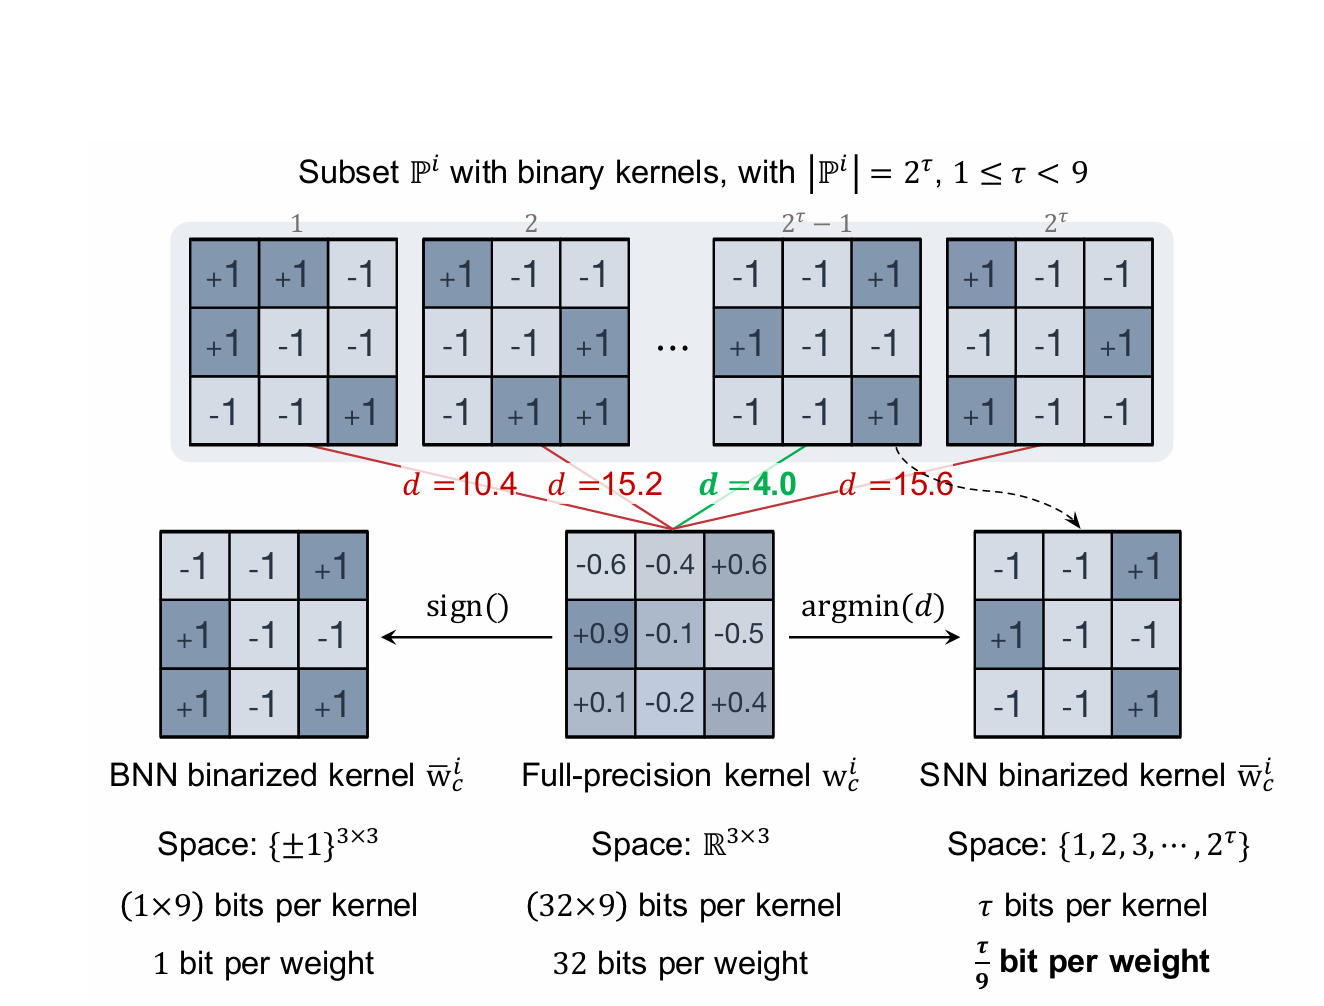 Subset ℙ^i with binary kernels, with |ℙ^i| = 2^τ, 1 ≤ τ < 9
1 2 2^τ − 1 2^τ
+1 +1 -1 +1 -1 -1 -1 -1 +1 +1 -1 -1
+1 -1 -1 -1 -1 +1 ⋯ +1 -1 -1 -1 -1 +1
-1 -1 +1 -1 +1 +1 -1 -1 +1 +1 -1 -1
d =10.4 d =15.2 d =4.0 d =15.6
-1 -1 +1 -0.6 -0.4 +0.6 -1 -1 +1
sign() argmin(d)
+1 -1 -1 +0.9 -0.1 -0.5 +1 -1 -1
+1 -1 +1 +0.1 -0.2 +0.4 -1 -1 +1
BNN binarized kernel w̅_c^i Full-precision kernel w_c^i SNN binarized kernel w̅_c^i
Space: {±1}^{3×3} Space: ℝ^{3×3} Space: {1, 2, 3, ⋯ , 2^τ}
(1×9) bits per kernel (32×9) bits per kernel τ bits per kernel
1 bit per weight 32 bits per weight τ/9 bit per weight